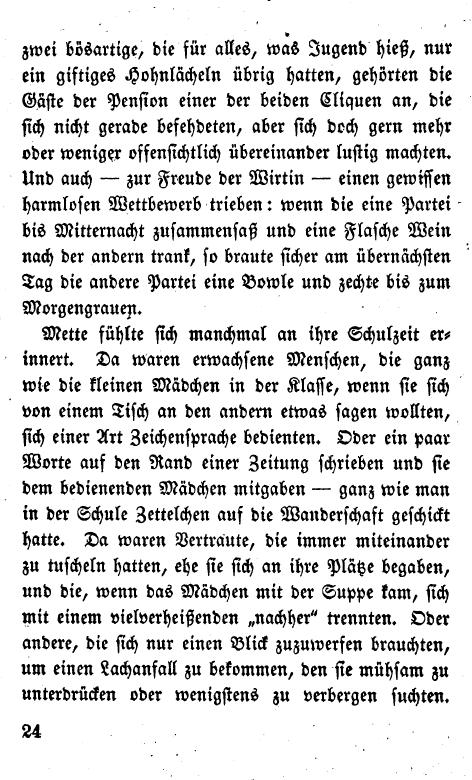 zwei bösartige, die für alles, was Jugend hieß, nur
ein giftiges Hohnlächeln übrig hatten, gehörten die
Gäste der Pension einer der beiden Cliquen an, die
sich nicht gerade befehdeten, aber sich doch gern mehr
oder weniger offensichtlich übereinander lustig machten.
Und auch — zur Freude der Wirtin — einen gewissen
harmlosen Wettbewerb trieben: wenn die eine Partei
bis Mitternacht zusammensaß und eine Flasche Wein
nach der andern trank, so braute sicher am übernächsten
Tag die andere Partei eine Bowle und zechte bis zum
Morgengrauen.
Mette fühlte sich manchmal an ihre Schulzeit er-
innert. Da waren erwachsene Menschen, die ganz
wie die kleinen Mädchen in der Klasse, wenn sie sich
von einem Tisch an den andern etwas sagen wollten,
sich einer Art Zeichensprache bedienten. Oder ein paar
Worte auf den Rand einer Zeitung schrieben und sie
dem bedienenden Mädchen mitgaben — ganz wie man
in der Schule Zettelchen auf die Wanderschaft geschickt
hatte. Da waren Vertraute, die immer miteinander
zu tuscheln hatten, ehe sie sich an ihre Plätze begaben,
und die, wenn das Mädchen mit der Suppe kam, sich
mit einem vielverheißenden „nachher“ trennten. Oder
andere, die sich nur einen Blick zuzuwerfen brauchten,
um einen Lachanfall zu bekommen, den sie mühsam zu
unterdrücken oder wenigstens zu verbergen suchten.
24